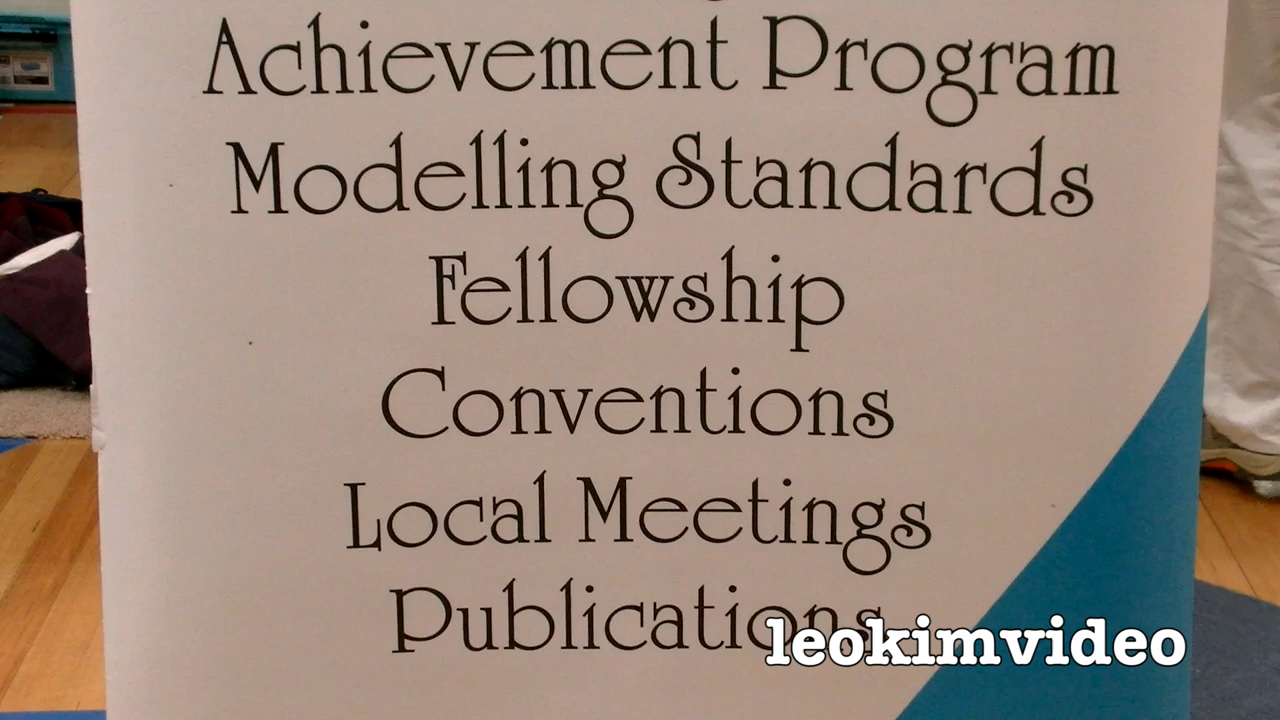 Achievement Program
Modelling Standards
Fellowship
Conventions
Local Meetings
Publications
leokimvideo